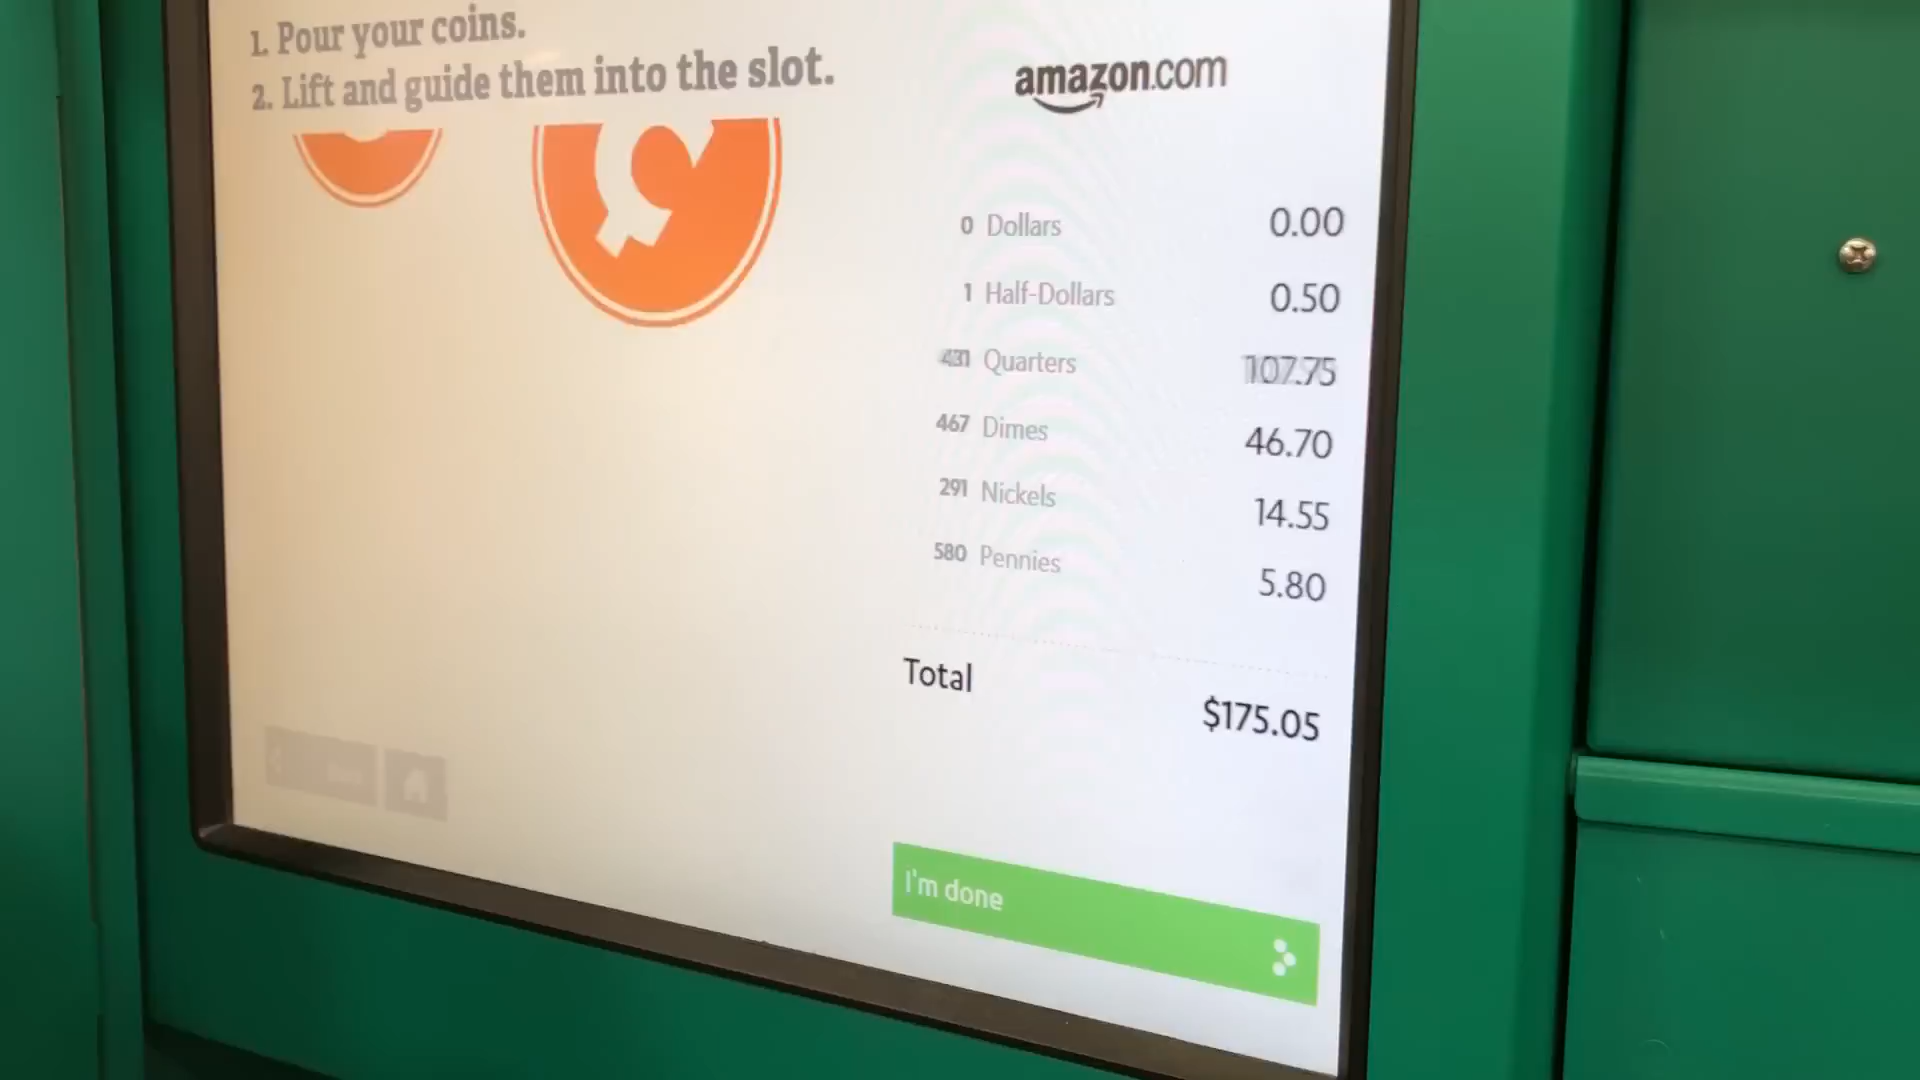 1. Pour your coins.
2. Lift and guide them into the slot.
amazon.com
0 Dollars 0.00
1 Half-Dollars 0.50
431 Quarters 107.75
467 Dimes 46.70
291 Nickels 14.55
580 Pennies 5.80
Total $175.05
I'm done